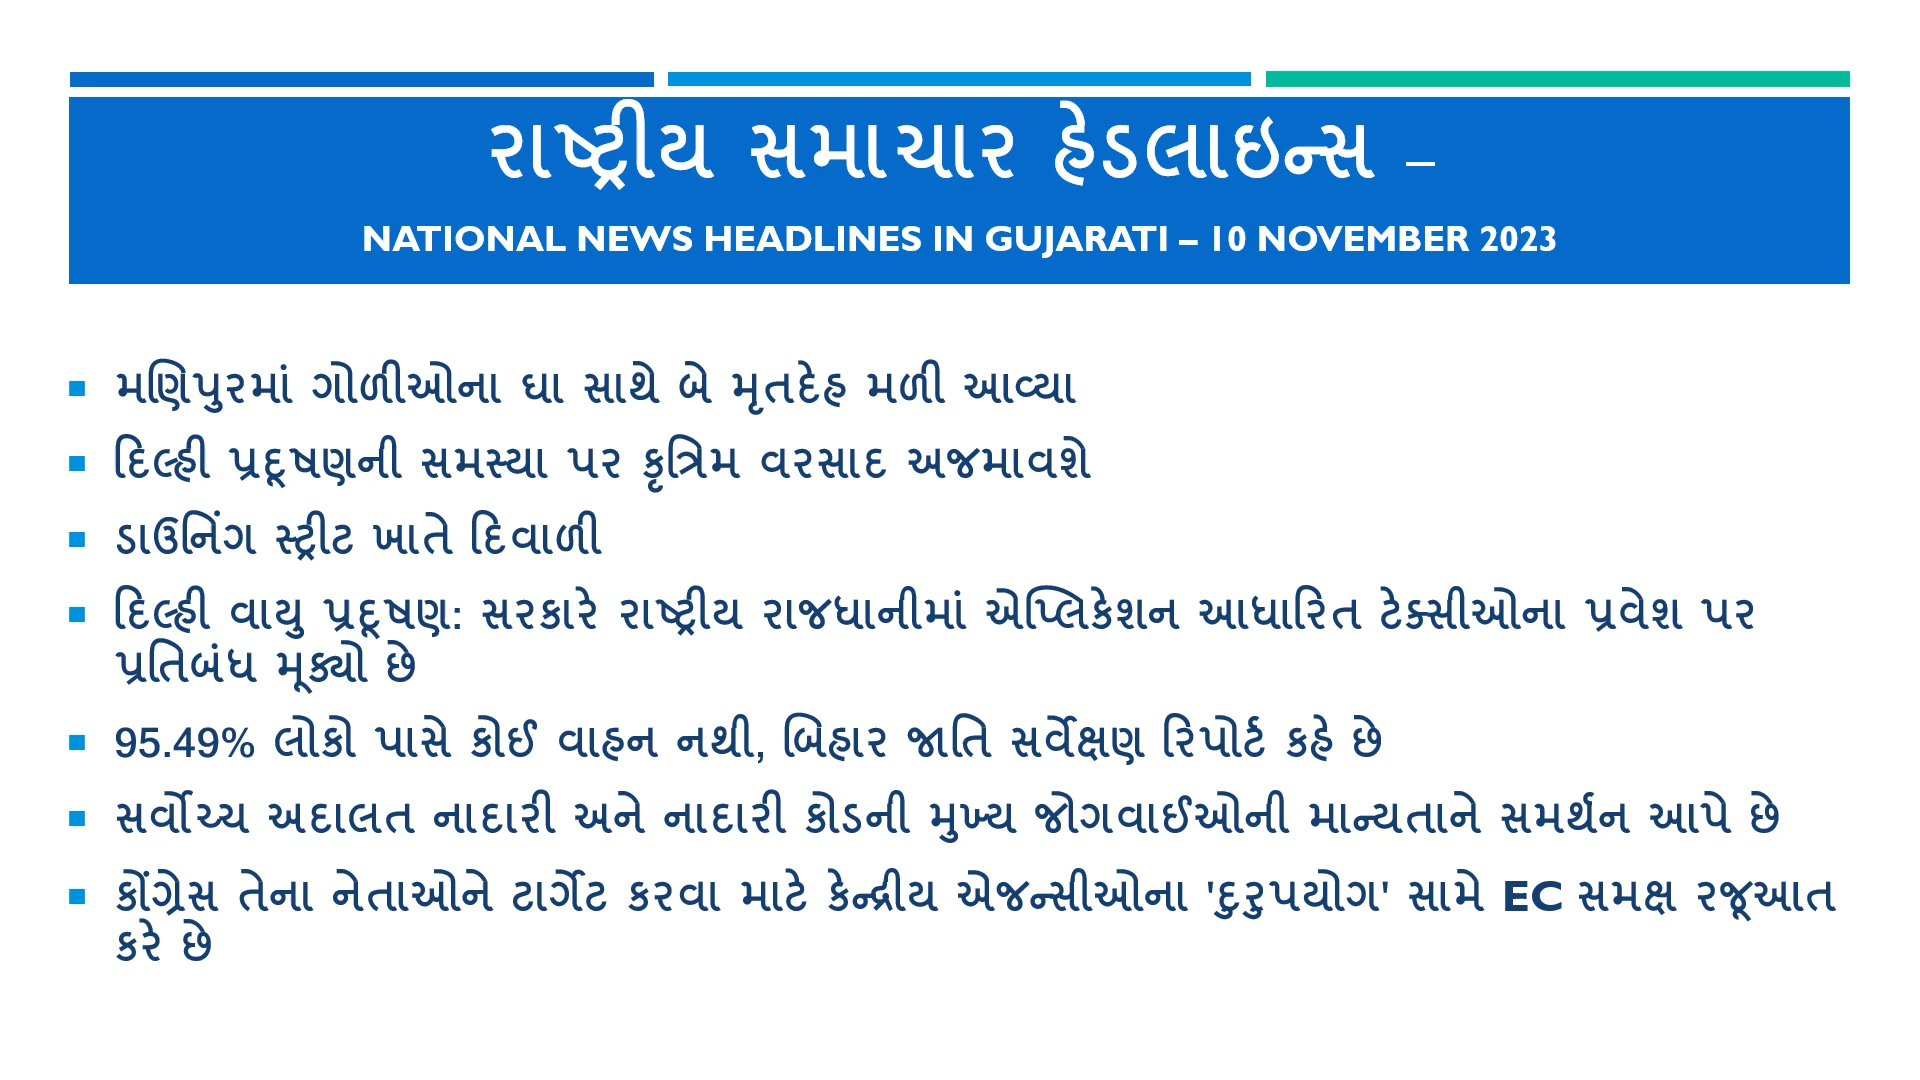 રાષ્ટ્રીય સમાચાર હેડલાઇન્સ –
NATIONAL NEWS HEADLINES IN GUJARATI – 10 NOVEMBER 2023
મણિપુરમાં ગોળીઓના ઘા સાથે બે મૃતદેહ મળી આવ્યા
દિલ્હી પ્રદૂષણની સમસ્યા પર કૃત્રિમ વરસાદ અજમાવશે
ડાઉનિંગ સ્ટ્રીટ ખાતે દિવાળી
દિલ્હી વાયુ પ્રદૂષણ: સરકારે રાષ્ટ્રીય રાજધાનીમાં એપ્લિકેશન આધારિત ટેક્સીઓના પ્રવેશ પર
પ્રતિબંધ મૂક્યો છે
95.49% લોકો પાસે કોઈ વાહન નથી, બિહાર જાતિ સર્વેક્ષણ રિપોર્ટ કહે છે
સર્વોચ્ચ અદાલત નાદારી અને નાદારી કોડની મુખ્ય જોગવાઈઓની માન્યતાને સમર્થન આપે છે
કોંગ્રેસ તેના નેતાઓને ટાર્ગેટ કરવા માટે કેન્દ્રીય એજન્સીઓના 'દુરુપયોગ' સામે EC સમક્ષ રજૂઆત
કરે છે